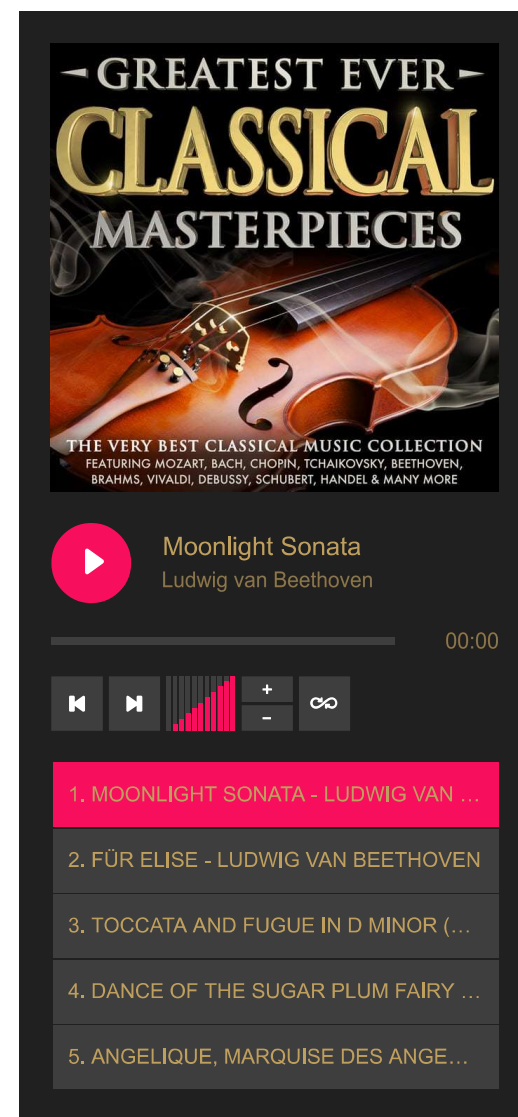 GREATEST EVER
CLASSICAL
MASTERPIECES
THE VERY BEST CLASSICAL MUSIC COLLECTION
FEATURING MOZART, BACH, CHOPIN, TCHAIKOVSKY, BEETHOVEN,
BRAHMS, VIVALDI, DEBUSSY, SCHUBERT, HANDEL & MANY MORE
Moonlight Sonata
Ludwig van Beethoven
00:00
+
−
1. MOONLIGHT SONATA - LUDWIG VAN ...
2. FÜR ELISE - LUDWIG VAN BEETHOVEN
3. TOCCATA AND FUGUE IN D MINOR (...
4. DANCE OF THE SUGAR PLUM FAIRY ...
5. ANGELIQUE, MARQUISE DES ANGE...